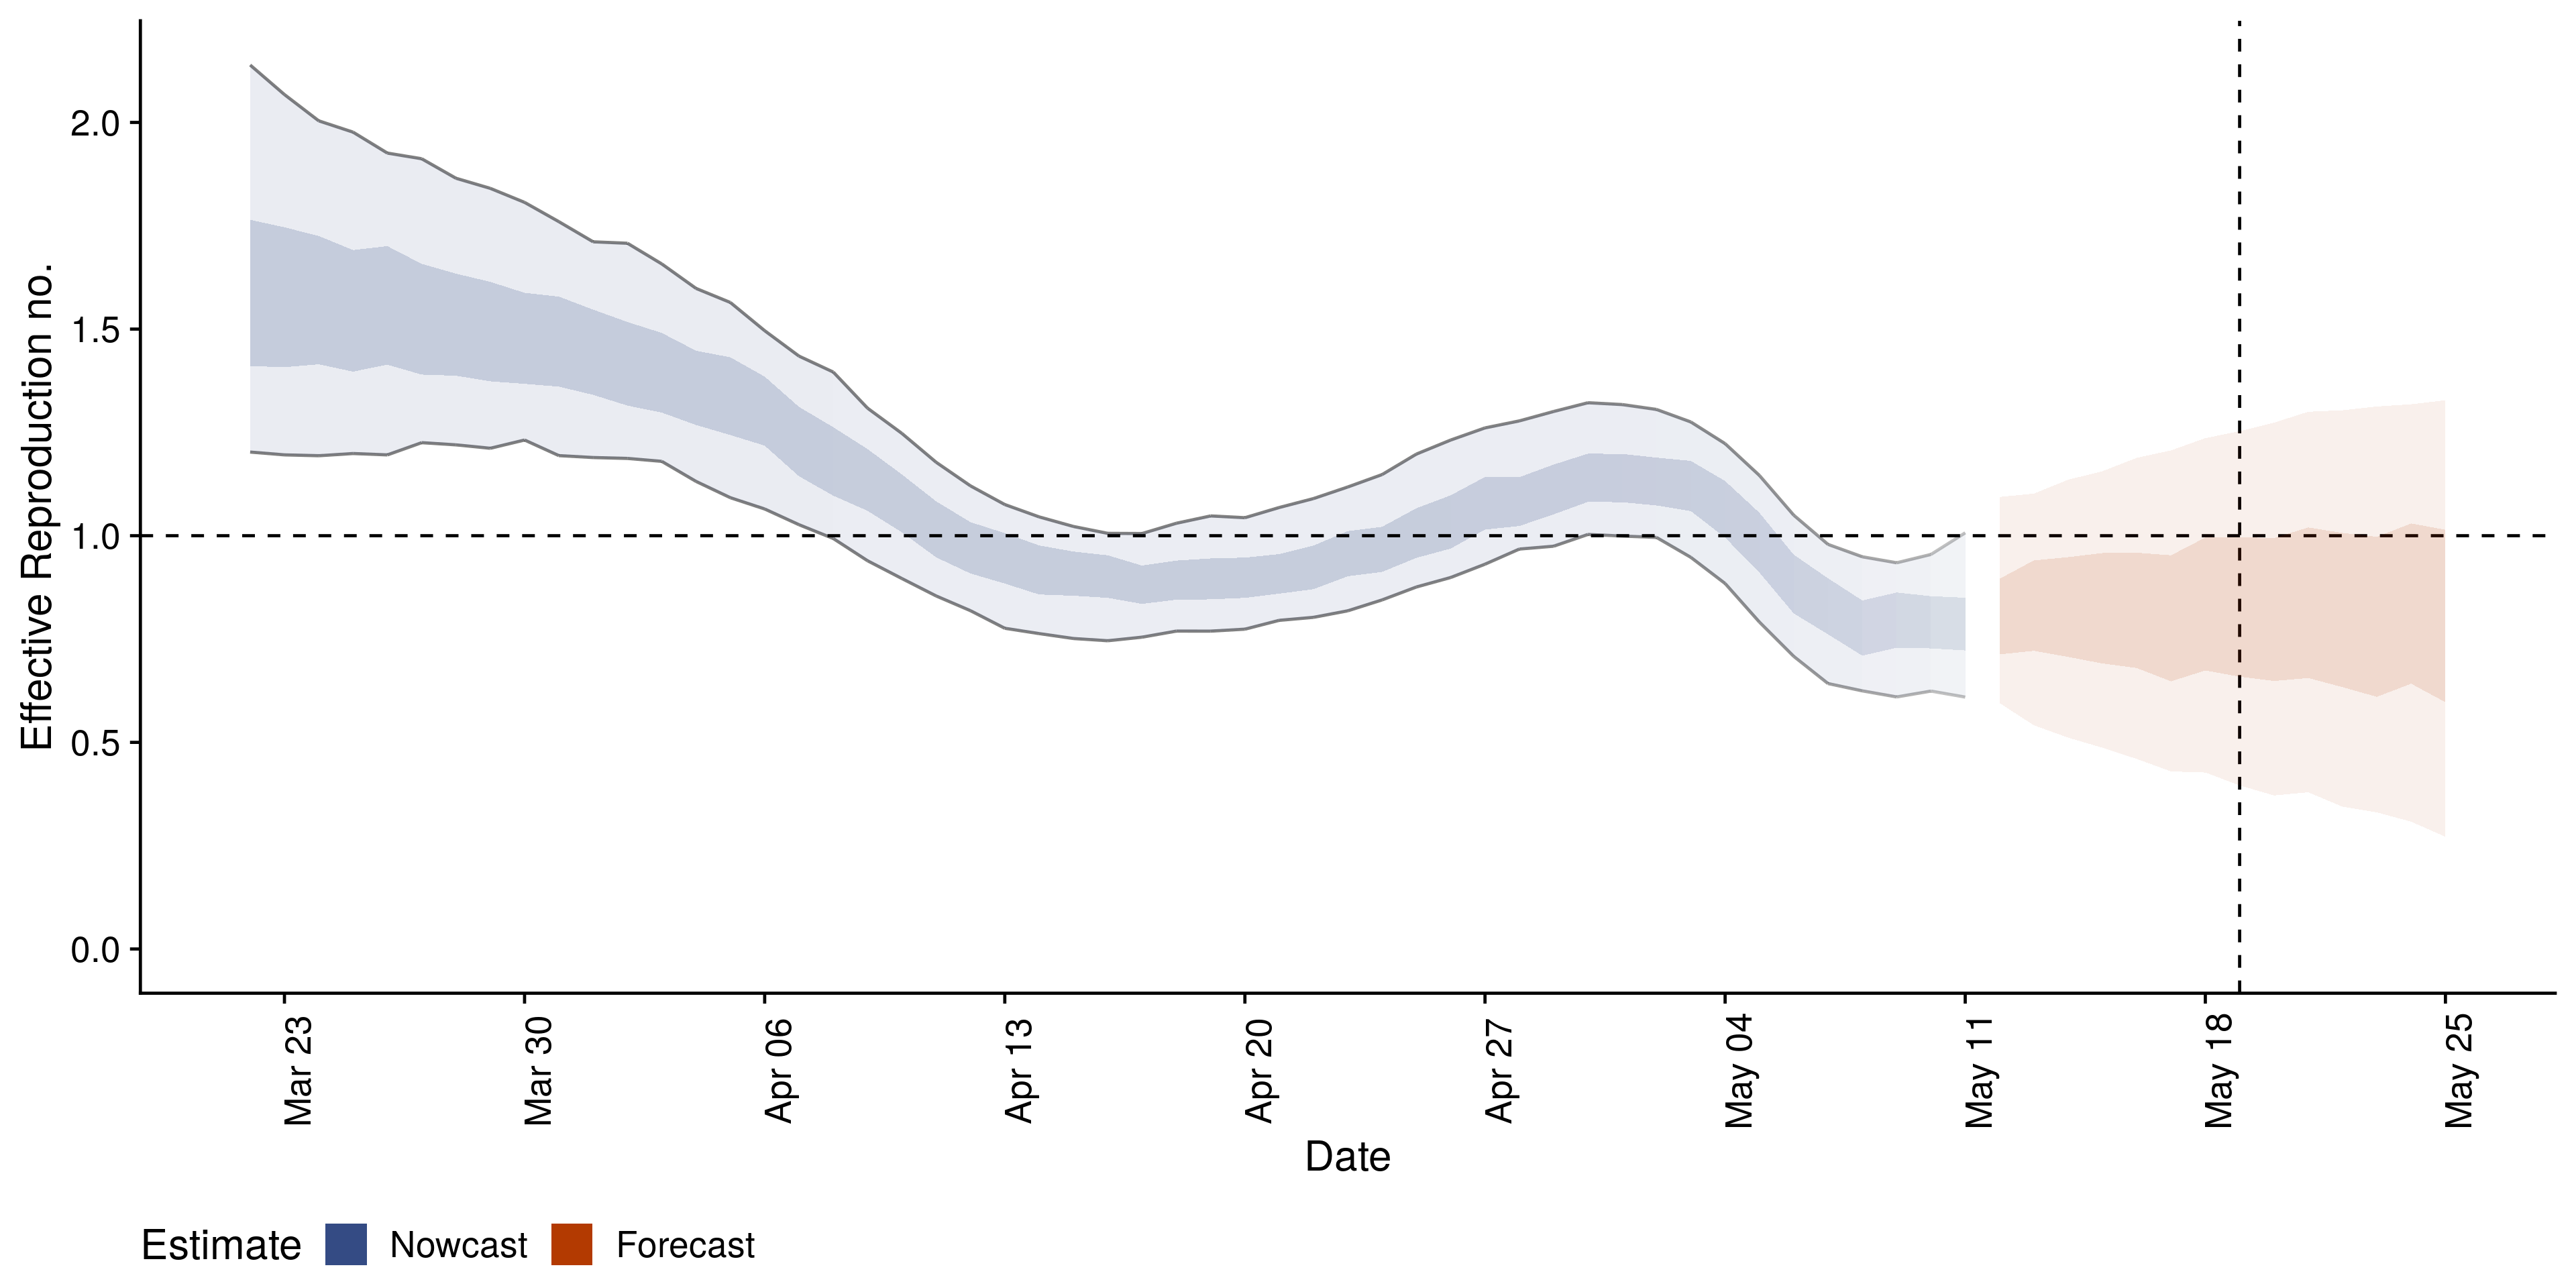 Effective Reproduction no.
2.0
1.5
1.0
0.5
0.0
Mar 23
Mar 30
Apr 06
Apr 13
Apr 20
Apr 27
May 04
May 11
May 18
May 25
Date
Estimate Nowcast Forecast